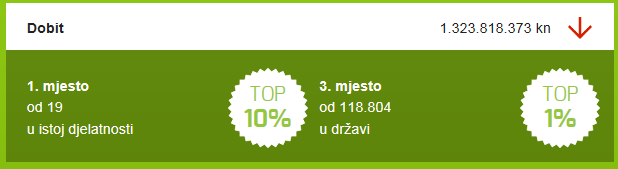 Dobit 1.323.818.373 kn
1. mjesto
od 19
u istoj djelatnosti
TOP
10%
3. mjesto
od 118.804
u državi
TOP
1%